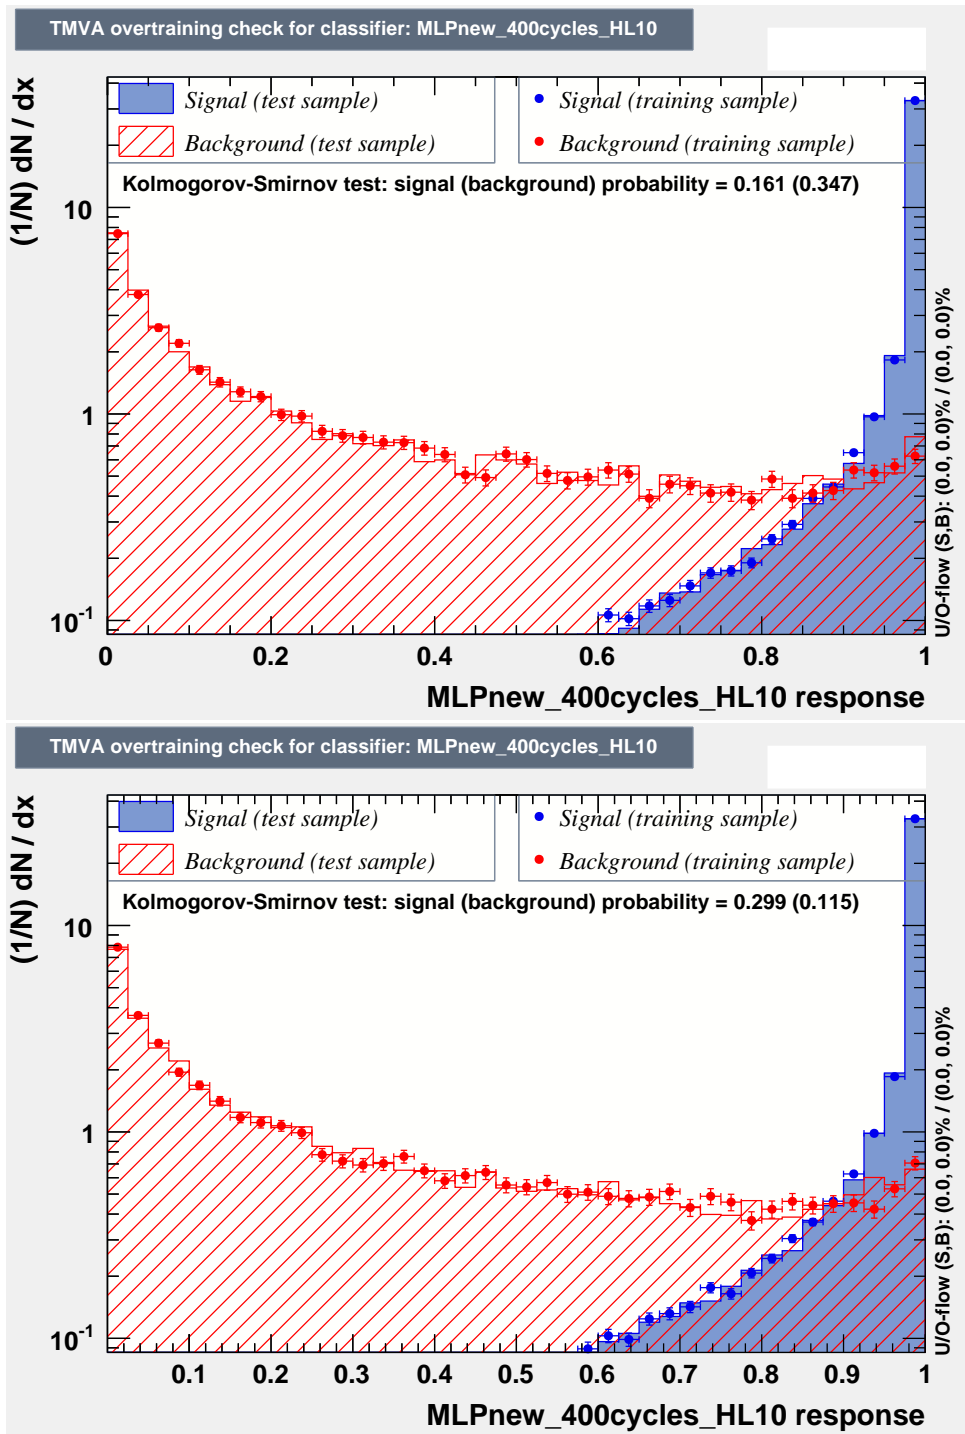 TMVA overtraining check for classifier: MLPnew_400cycles_HL10
(1/N) dN / dx
Signal (test sample)
Signal (training sample)
Background (test sample)
Background (training sample)
Kolmogorov-Smirnov test: signal (background) probability = 0.161 (0.347)
10
1
10-1
U/O-flow (S,B): (0.0, 0.0)% / (0.0, 0.0)%
0 0.2 0.4 0.6 0.8 1
MLPnew_400cycles_HL10 response
TMVA overtraining check for classifier: MLPnew_400cycles_HL10
(1/N) dN / dx
Signal (test sample)
Signal (training sample)
Background (test sample)
Background (training sample)
Kolmogorov-Smirnov test: signal (background) probability = 0.299 (0.115)
10
1
10-1
U/O-flow (S,B): (0.0, 0.0)% / (0.0, 0.0)%
0.1 0.2 0.3 0.4 0.5 0.6 0.7 0.8 0.9 1
MLPnew_400cycles_HL10 response